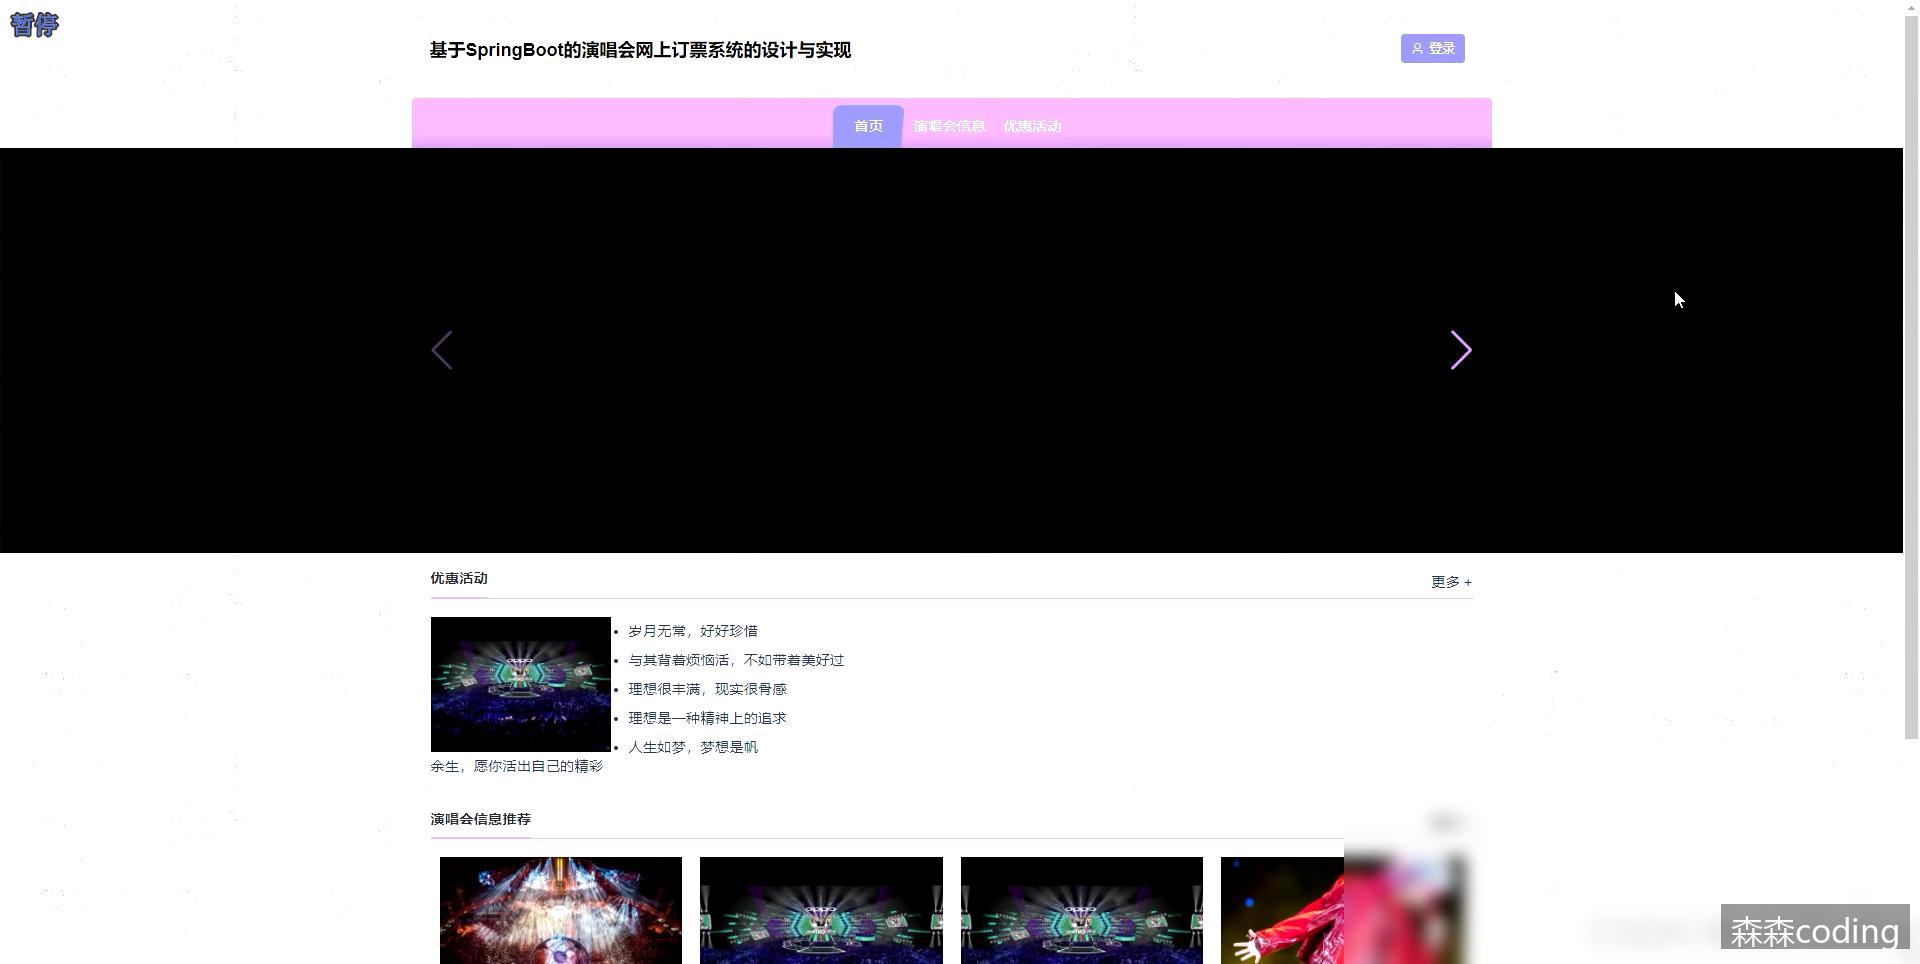 暂停
基于SpringBoot的演唱会网上订票系统的设计与实现
登录
首页 演唱会信息 优惠活动
优惠活动
更多 +
岁月无常，好好珍惜
与其背着烦恼活，不如带着美好过
理想很丰满，现实很骨感
理想是一种精神上的追求
人生如梦，梦想是帆
余生，愿你活出自己的精彩
演唱会信息推荐
oppo
oppo
oppo
森森coding